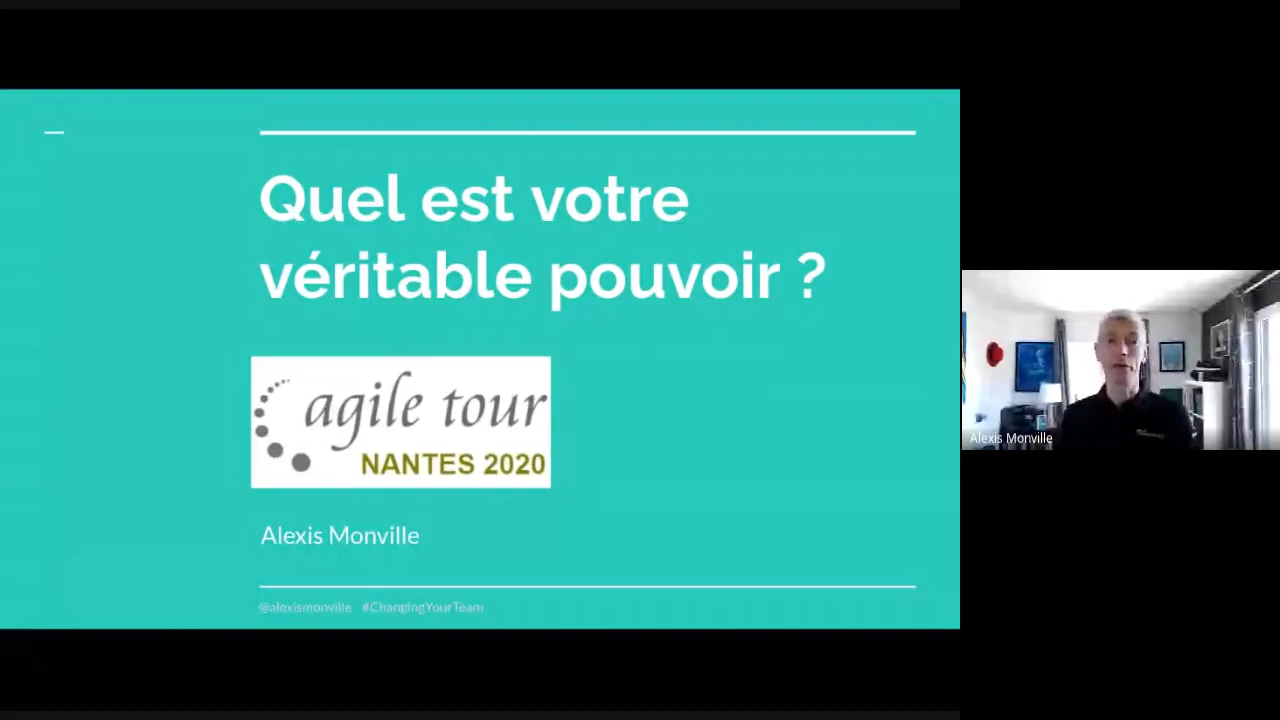 Quel est votre
véritable pouvoir ?
agile tour
NANTES 2020
Alexis Monville
@alexismonville #ChangingYourTeam
Alexis Monville